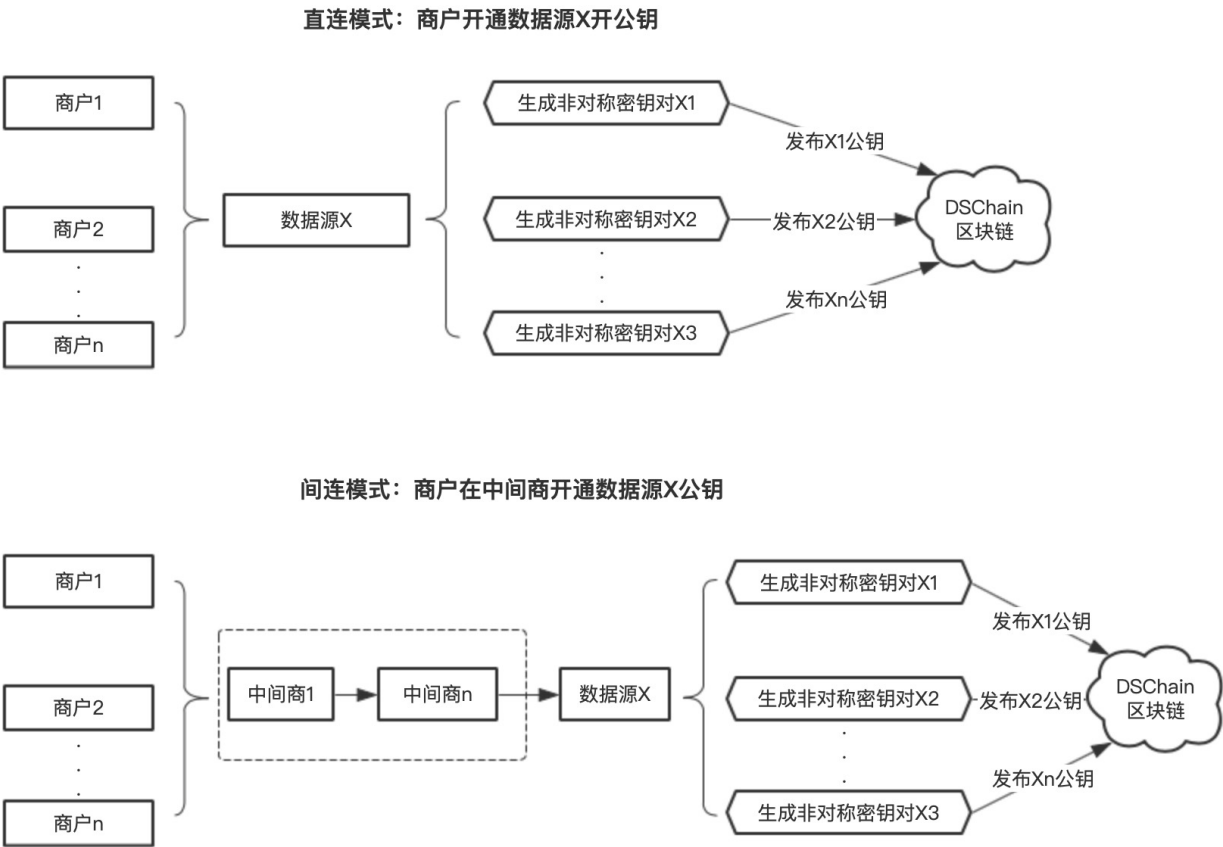 直连模式：商户开通数据源X开公钥
商户1
商户2
商户n
数据源X
生成非对称密钥对X1
生成非对称密钥对X2
生成非对称密钥对X3
发布X1公钥
发布X2公钥
发布Xn公钥
DSChain
区块链
间连模式：商户在中间商开通数据源X公钥
商户1
商户2
商户n
中间商1
中间商n
数据源X
生成非对称密钥对X1
生成非对称密钥对X2
生成非对称密钥对X3
发布X1公钥
发布X2公钥
发布Xn公钥
DSChain
区块链